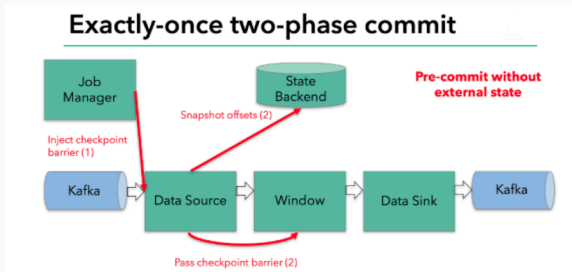 Exactly-once two-phase commit
Job
Manager
State
Backend
Pre-commit without
external state
Snapshot offsets (2)
Inject checkpoint
barrier (1)
Kafka
Data Source
Window
Data Sink
Kafka
Pass checkpoint barrier (2)